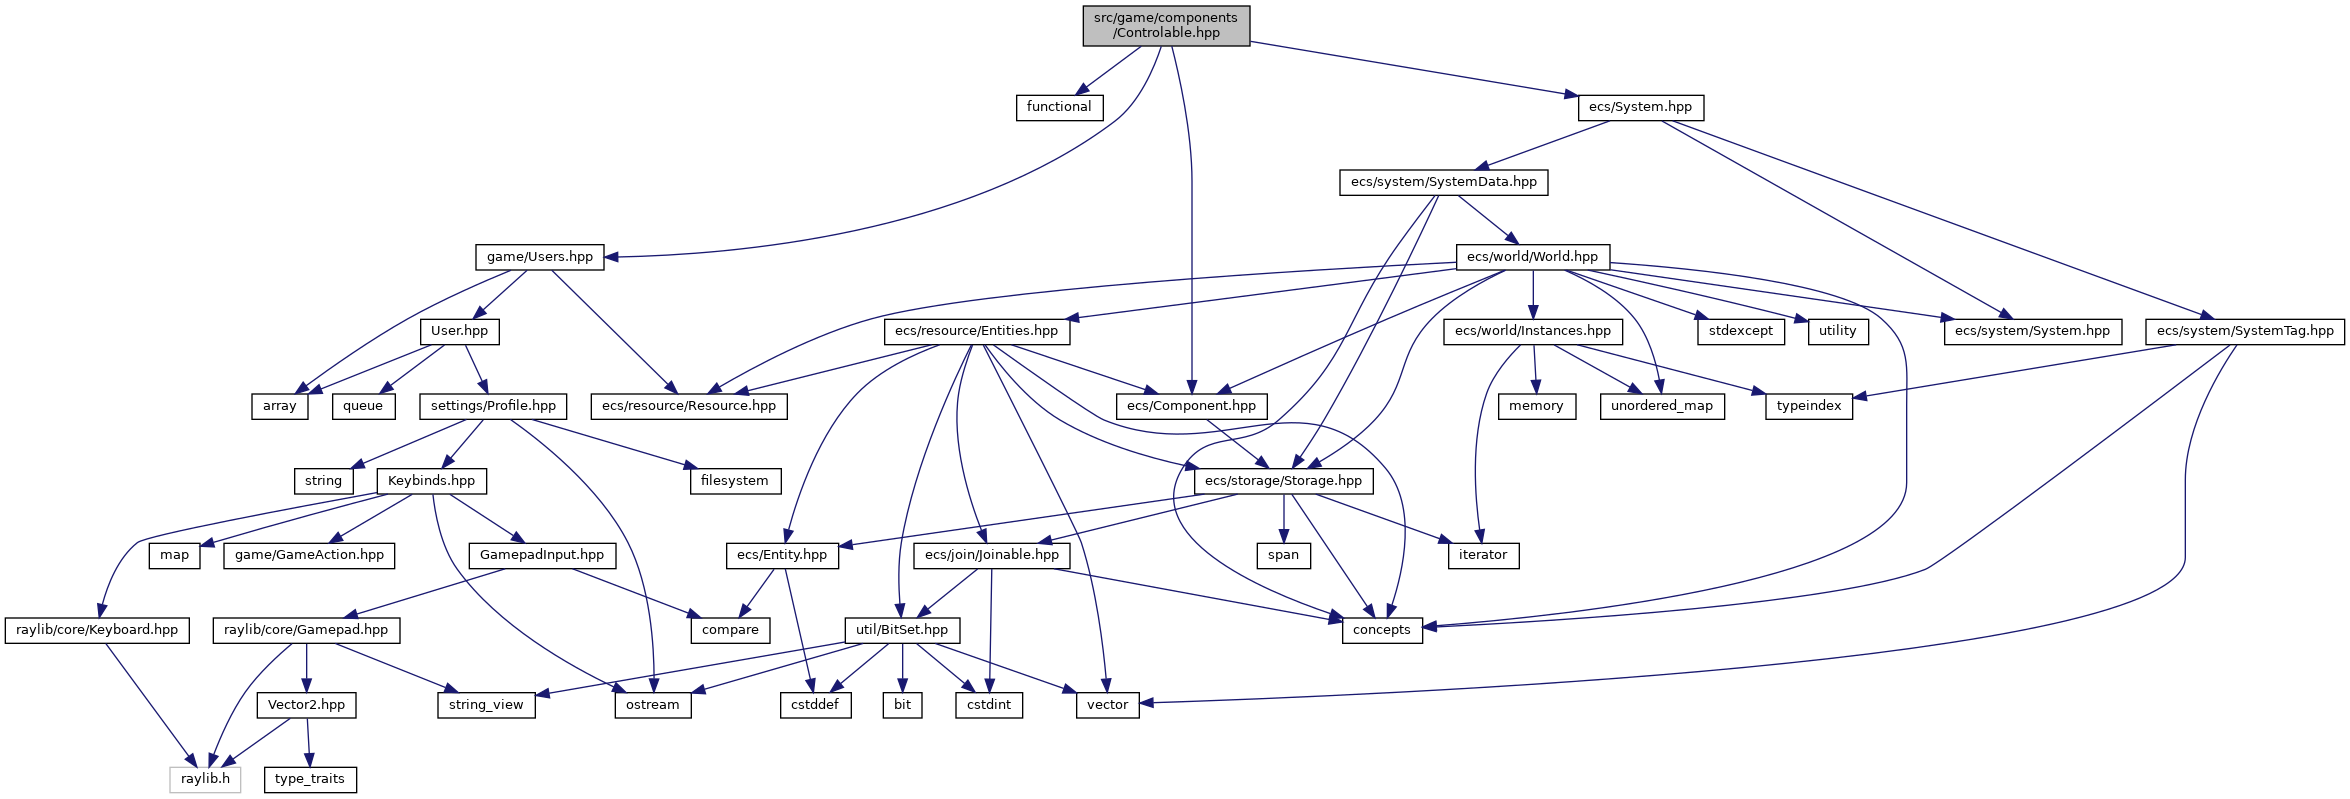 src/game/components
/Controlable.hpp
functional
ecs/System.hpp
ecs/system/SystemData.hpp
game/Users.hpp
ecs/world/World.hpp
User.hpp
ecs/resource/Entities.hpp
ecs/world/Instances.hpp
stdexcept
utility
ecs/system/System.hpp
ecs/system/SystemTag.hpp
array
queue
settings/Profile.hpp
ecs/resource/Resource.hpp
ecs/Component.hpp
memory
unordered_map
typeindex
string
Keybinds.hpp
filesystem
ecs/storage/Storage.hpp
map
game/GameAction.hpp
GamepadInput.hpp
ecs/Entity.hpp
ecs/join/Joinable.hpp
span
iterator
raylib/core/Keyboard.hpp
raylib/core/Gamepad.hpp
compare
util/BitSet.hpp
concepts
Vector2.hpp
string_view
ostream
cstddef
bit
cstdint
vector
raylib.h
type_traits